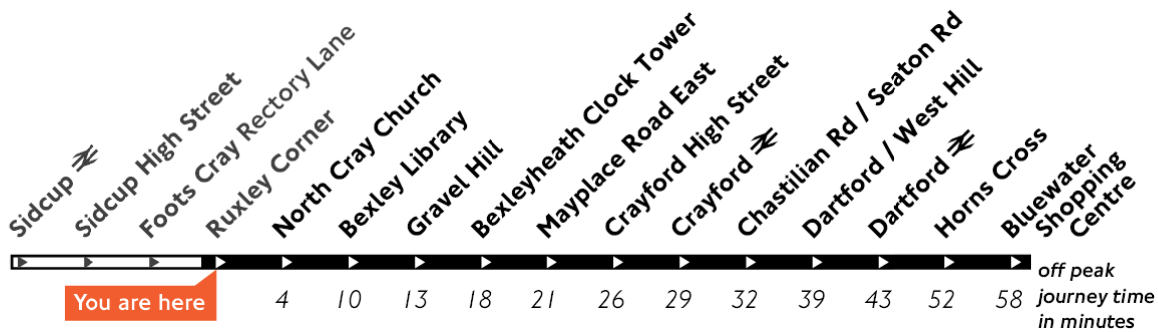 Sidcup
Sidcup High Street
Foots Cray Rectory Lane
Ruxley Corner
North Cray Church
Bexley Library
Gravel Hill
Bexleyheath Clock Tower
Mayplace Road East
Crayford High Street
Crayford
Chastilian Rd / Seaton Rd
Dartford / West Hill
Dartford
Horns Cross
Bluewater
Shopping
Centre
You are here
4 10 13 18 21 26 29 32 39 43 52 58
off peak
journey time
in minutes